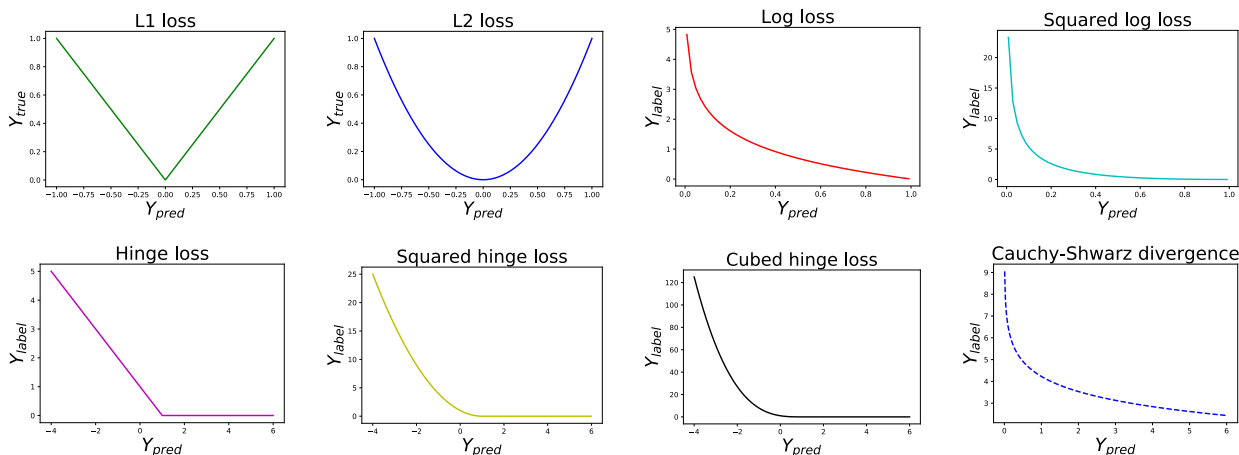 L1 loss
1.0
0.8
0.6
0.4
0.2
0.0
Y_true
−1.00 −0.75 −0.50 −0.25 0.00 0.25 0.50 0.75 1.00
Y_pred
L2 loss
1.0
0.8
0.6
0.4
0.2
0.0
Y_true
−1.00 −0.75 −0.50 −0.25 0.00 0.25 0.50 0.75 1.00
Y_pred
Log loss
5
4
3
2
1
0
Y_label
0.0 0.2 0.4 0.6 0.8 1.0
Y_pred
Squared log loss
20
15
10
5
0
Y_label
0.0 0.2 0.4 0.6 0.8 1.0
Y_pred
Hinge loss
5
4
3
2
1
0
Y_label
−4 −2 0 2 4 6
Y_pred
Squared hinge loss
25
20
15
10
5
0
Y_label
−4 −2 0 2 4 6
Y_pred
Cubed hinge loss
120
100
80
60
40
20
0
Y_label
−4 −2 0 2 4 6
Y_pred
Cauchy-Shwarz divergence
9
8
7
6
5
4
3
Y_label
0 1 2 3 4 5 6
Y_pred